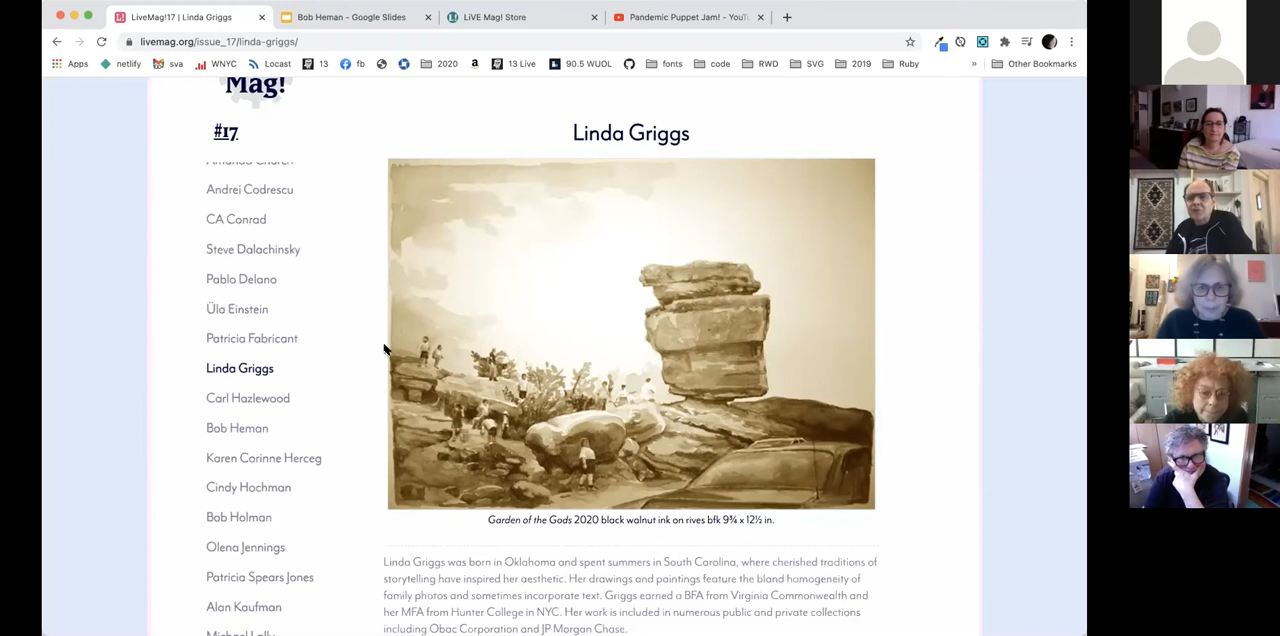 LiveMag!17 | Linda Griggs
Bob Heman - Google Slides
LiVE Mag! Store
Pandemic Puppet Jam! - YouTu
livemag.org/issue_17/linda-griggs/
Apps netlify sva WNYC Locast 13 fb 2020 13 Live 90.5 WUOL fonts code RWD SVG 2019 Ruby » Other Bookmarks
Mag!
#17
Linda Griggs
Amanda Church
Andrei Codrescu
CA Conrad
Steve Dalachinsky
Pablo Delano
Üla Einstein
Patricia Fabricant
Linda Griggs
Carl Hazlewood
Bob Heman
Karen Corinne Herceg
Cindy Hochman
Bob Holman
Olena Jennings
Patricia Spears Jones
Alan Kaufman
Michael Lally
Garden of the Gods 2020 black walnut ink on rives bfk 9¾ x 12½ in.
Linda Griggs was born in Oklahoma and spent summers in South Carolina, where cherished traditions of
storytelling have inspired her aesthetic. Her drawings and paintings feature the bland homogeneity of
family photos and sometimes incorporate text. Griggs earned a BFA from Virginia Commonwealth and
her MFA from Hunter College in NYC. Her work is included in numerous public and private collections
including Obac Corporation and JP Morgan Chase.